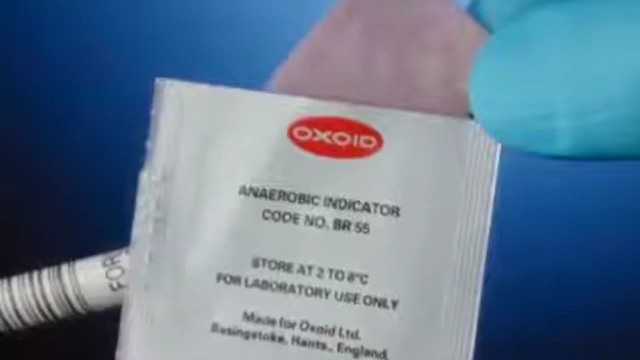 OXOID
ANAEROBIC INDICATOR
CODE NO. BR 55
STORE AT 2 TO 8°C
FOR LABORATORY USE ONLY
Made for Oxoid Ltd.
Basingstoke, Hants., England.
FOR